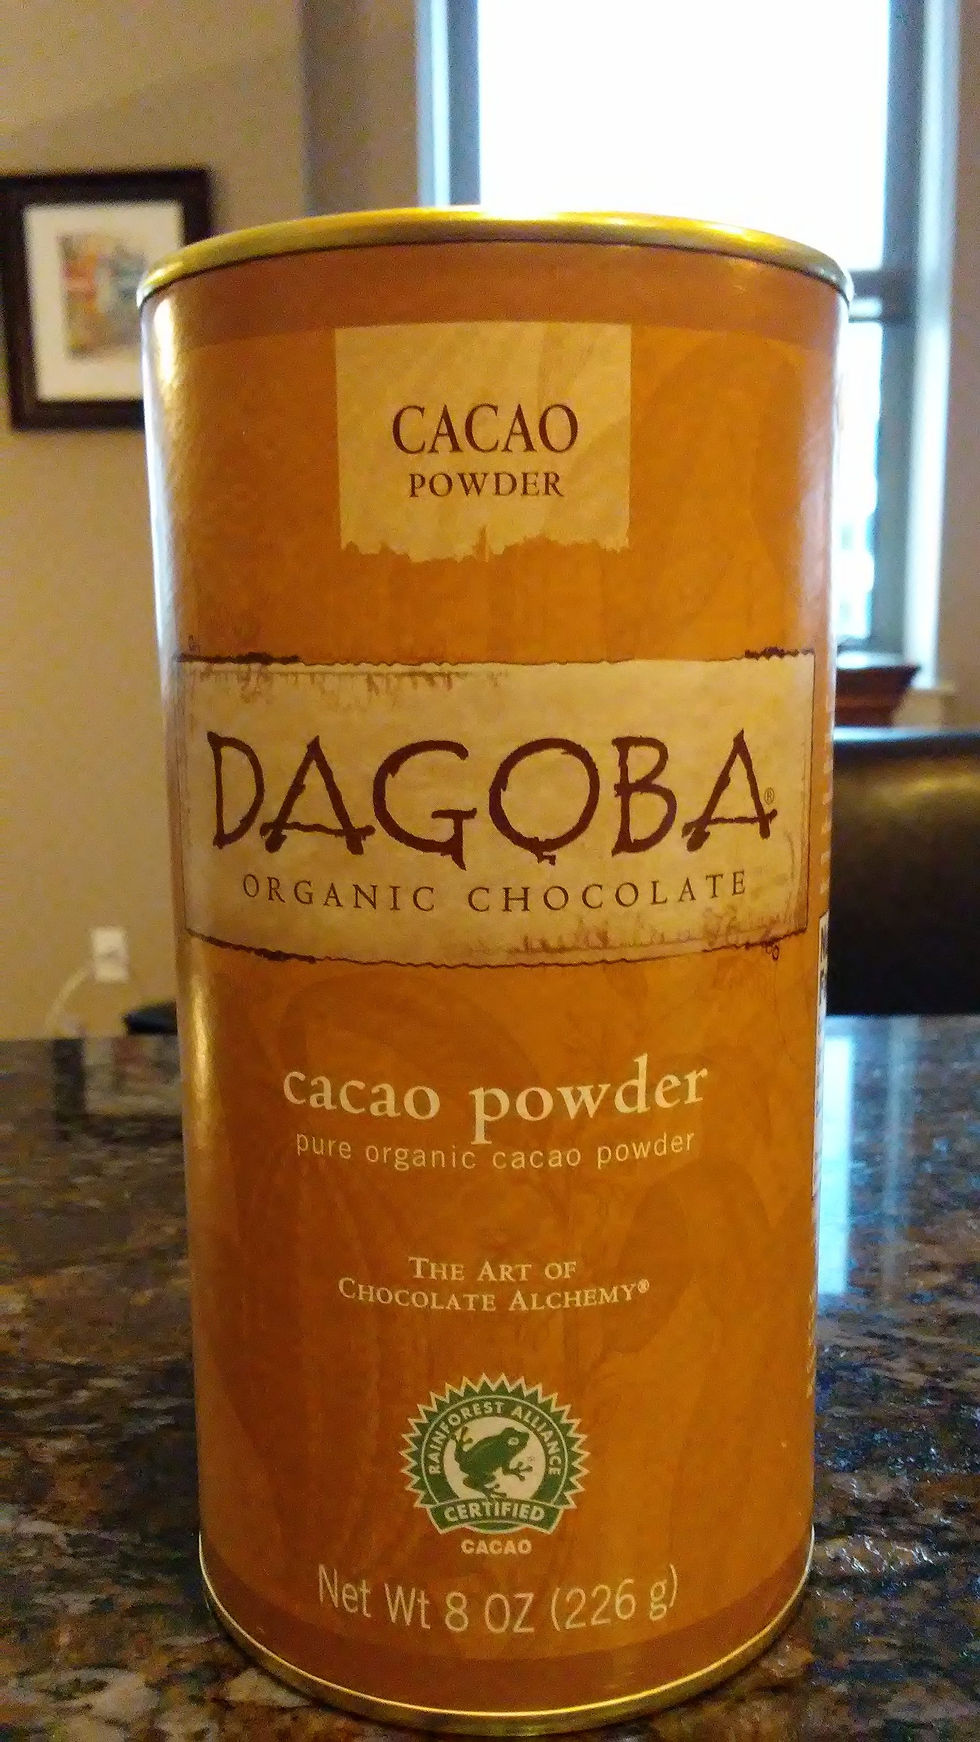 CACAO
POWDER
DAGOBA®
ORGANIC CHOCOLATE
cacao powder
pure organic cacao powder
THE ART OF
CHOCOLATE ALCHEMY®
RAINFOREST ALLIANCE
CERTIFIED
CACAO
Net Wt 8 OZ (226 g)